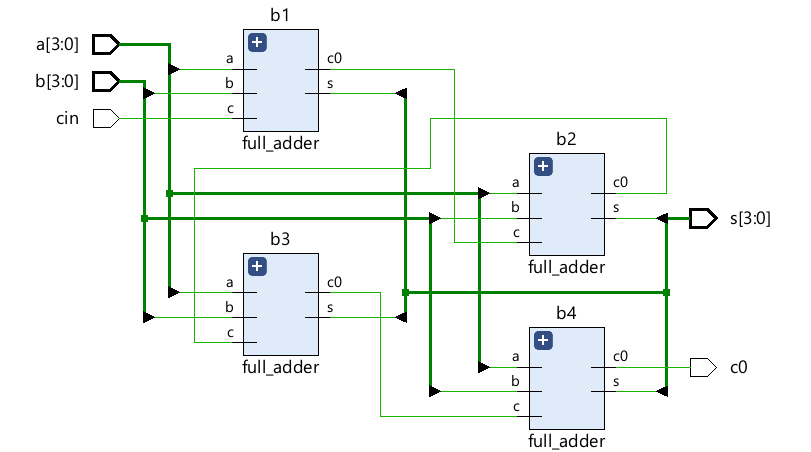 b1
a[3:0]
b[3:0]
cin
a
b
c
c0
s
full_adder
b2
a
b
c
c0
s
full_adder
s[3:0]
b3
a
b
c
c0
s
full_adder
b4
a
b
c
c0
s
full_adder
c0